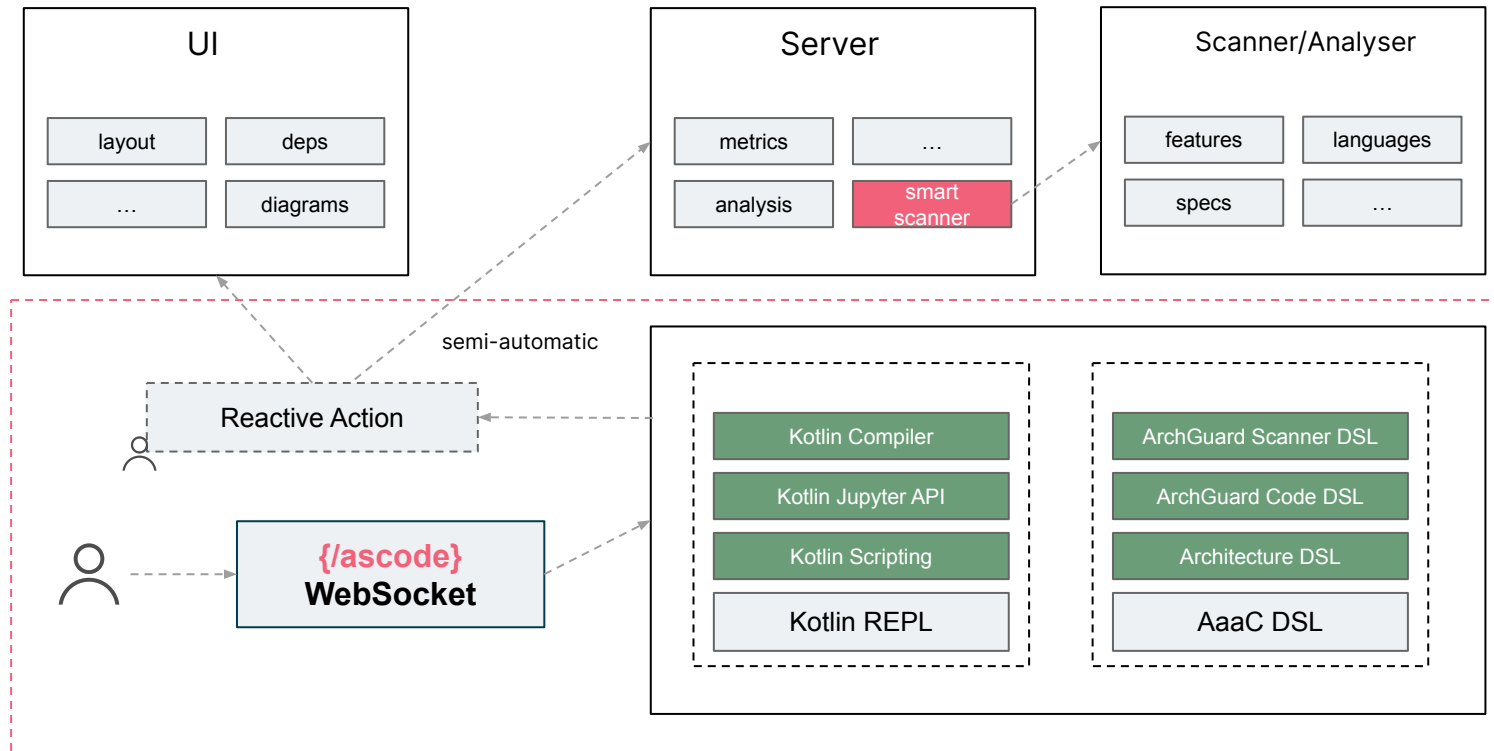 UI
layout
deps
…
diagrams
Server
metrics
…
analysis
smart
scanner
Scanner/Analyser
features
languages
specs
…
semi-automatic
Reactive Action
{/ascode}
WebSocket
Kotlin Compiler
Kotlin Jupyter API
Kotlin Scripting
Kotlin REPL
ArchGuard Scanner DSL
ArchGuard Code DSL
Architecture DSL
AaaC DSL